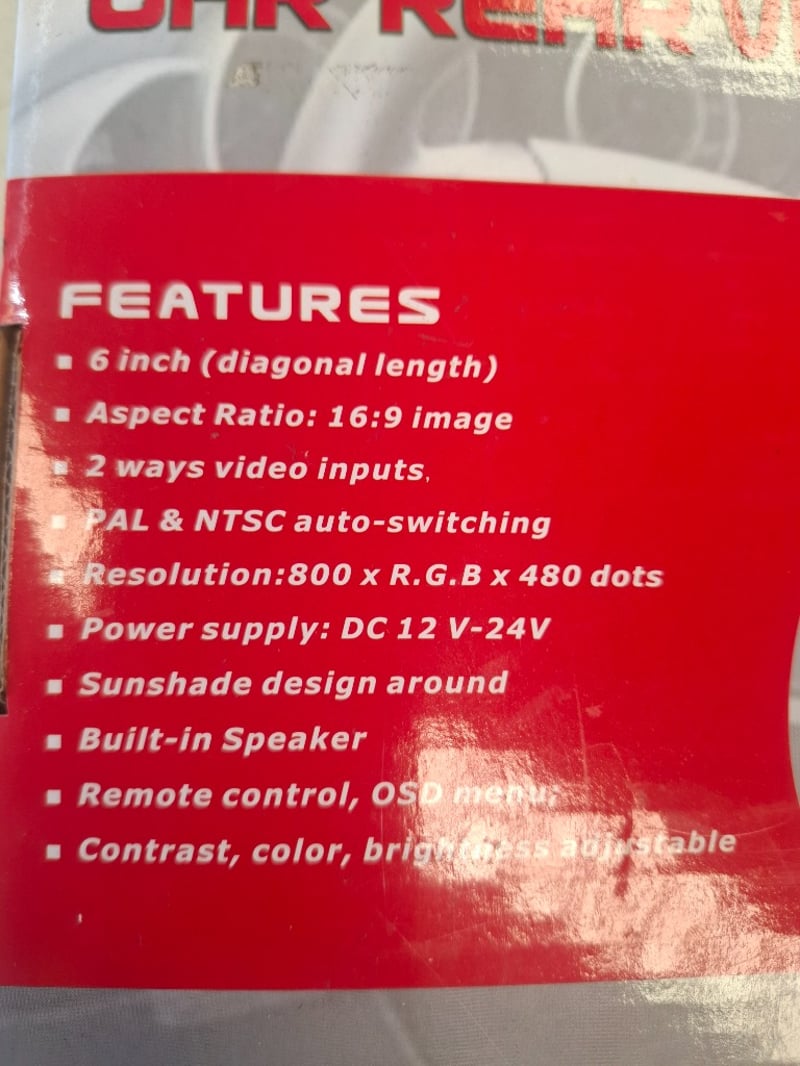 CAR REAR
FEATURES
▪ 6 inch (diagonal length)
▪ Aspect Ratio: 16:9 image
▪ 2 ways video inputs,
▪ PAL & NTSC auto-switching
▪ Resolution:800 x R.G.B x 480 dots
▪ Power supply: DC 12 V-24V
▪ Sunshade design around
▪ Built-in Speaker
▪ Remote control, OSD menu,
▪ Contrast, color, brightness adjustable